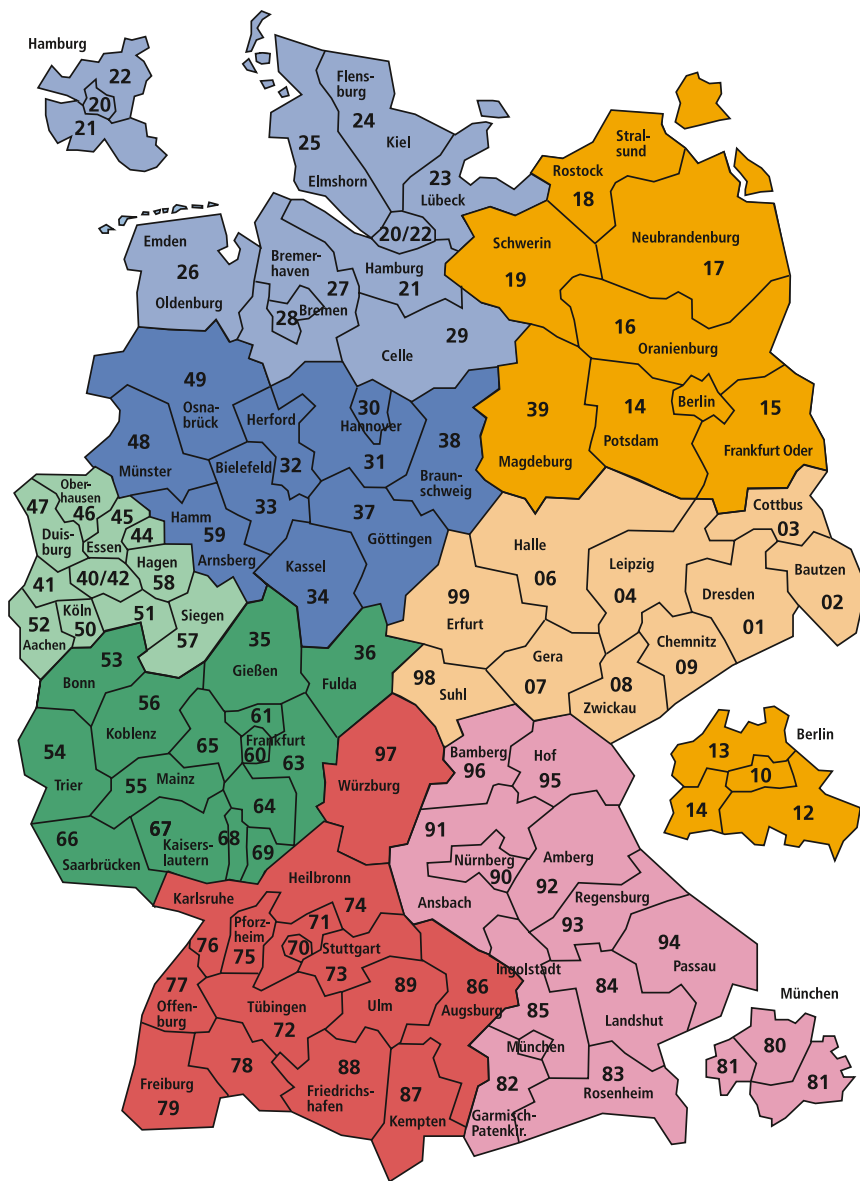 Hamburg
22
20
21
Flens-
burg
24
Kiel
25
Elmshorn
23
Lübeck
20/22
Stral-
sund
Rostock
18
Neubrandenburg
17
Schwerin
19
Emden
26
Oldenburg
Bremer-
haven
27
28
Bremen
Hamburg
21
29
Celle
16
Oranienburg
49
Osna-
brück
48
Münster
Herford
32
Bielefeld
33
30
Hannover
31
38
Braun-
schweig
39
Magdeburg
14
Potsdam
Berlin
15
Frankfurt Oder
Ober-
hausen
47
46
45
44
Duis-
burg
Essen
Hagen
58
41
40/42
Hamm
59
Arnsberg
37
Göttingen
Kassel
34
Cottbus
03
Bautzen
02
Halle
06
Leipzig
04
Dresden
01
99
Erfurt
Chemnitz
09
Gera
07
08
Zwickau
98
Suhl
52
Aachen
Köln
50
51
Siegen
57
53
Bonn
35
Gießen
36
Fulda
56
Koblenz
54
Trier
61
Frankfurt
60
63
65
55
Mainz
64
66
Saarbrücken
67
Kaisers-
lautern
68
69
97
Würzburg
Bamberg
96
Hof
95
Berlin
13
10
14
12
91
Nürnberg
90
Ansbach
Amberg
92
Regensburg
93
94
Passau
Heilbronn
74
Karlsruhe
76
Pforz-
heim
75
71
70
Stuttgart
73
77
Offen-
burg
Tübingen
72
89
Ulm
86
Augsburg
Ingolstadt
85
84
Landshut
München
80
81
81
78
Freiburg
79
88
Friedrichs-
hafen
87
Kempten
München
82
Garmisch-
Patenkir.
83
Rosenheim